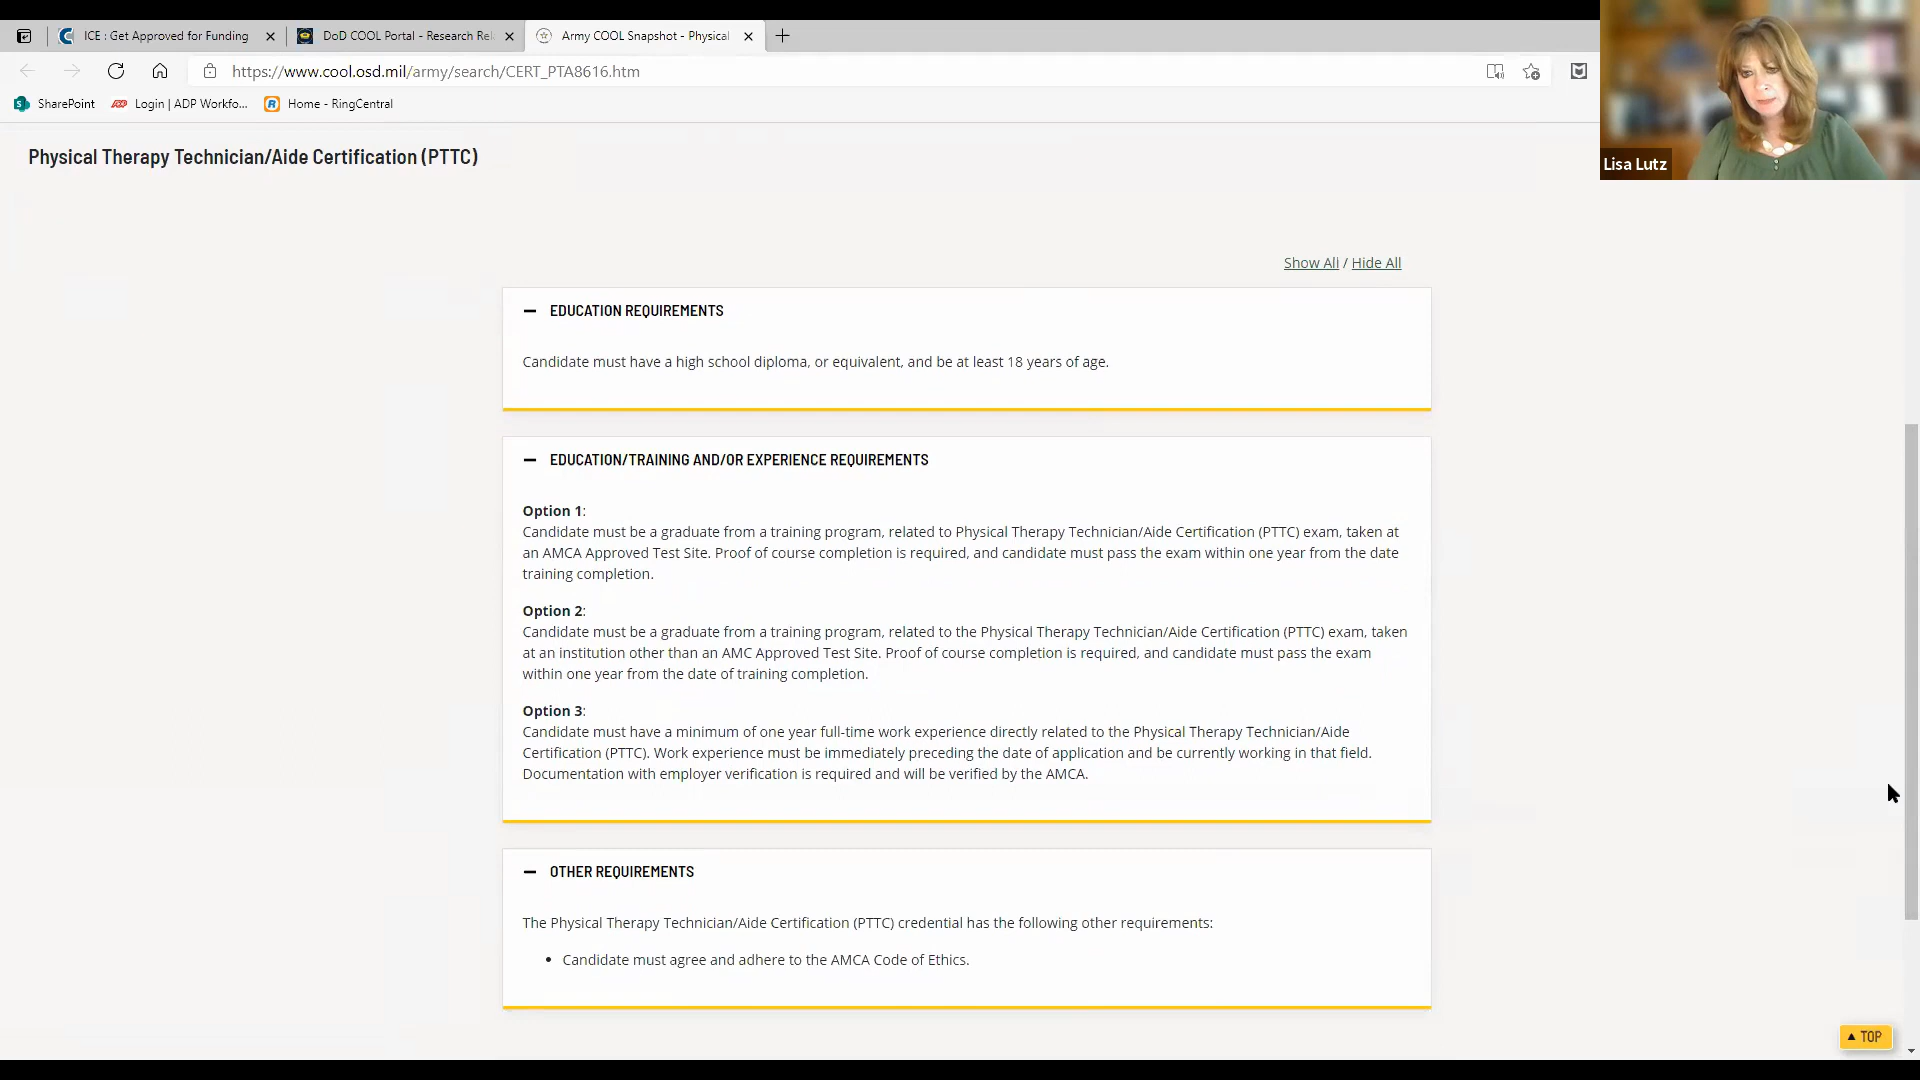 ICE : Get Approved for Funding
DoD COOL Portal - Research Re
Army COOL Snapshot - Physical
https://www.cool.osd.mil/army/search/CERT_PTA8616.htm
SharePoint
Login | ADP Workfo...
Home - RingCentral
Lisa Lutz
Physical Therapy Technician/Aide Certification (PTTC)
Show All / Hide All
EDUCATION REQUIREMENTS
Candidate must have a high school diploma, or equivalent, and be at least 18 years of age.
EDUCATION/TRAINING AND/OR EXPERIENCE REQUIREMENTS
Option 1:
Candidate must be a graduate from a training program, related to Physical Therapy Technician/Aide Certification (PTTC) exam, taken at
an AMCA Approved Test Site. Proof of course completion is required, and candidate must pass the exam within one year from the date
training completion.
Option 2:
Candidate must be a graduate from a training program, related to the Physical Therapy Technician/Aide Certification (PTTC) exam, taken
at an institution other than an AMC Approved Test Site. Proof of course completion is required, and candidate must pass the exam
within one year from the date of training completion.
Option 3:
Candidate must have a minimum of one year full-time work experience directly related to the Physical Therapy Technician/Aide
Certification (PTTC). Work experience must be immediately preceding the date of application and be currently working in that field.
Documentation with employer verification is required and will be verified by the AMCA.
OTHER REQUIREMENTS
The Physical Therapy Technician/Aide Certification (PTTC) credential has the following other requirements:
• Candidate must agree and adhere to the AMCA Code of Ethics.
TOP